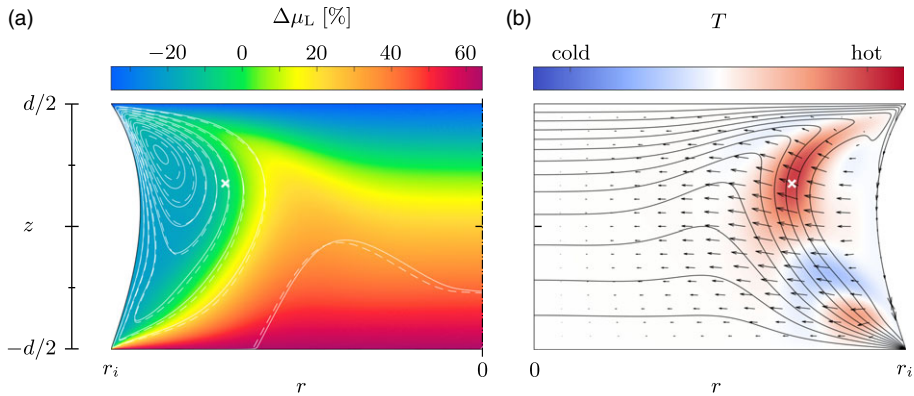 (a) Δμ_L [%]
−20 0 20 40 60
d/2
z
−d/2
r_i r 0
(b) T
cold hot
0 r r_i